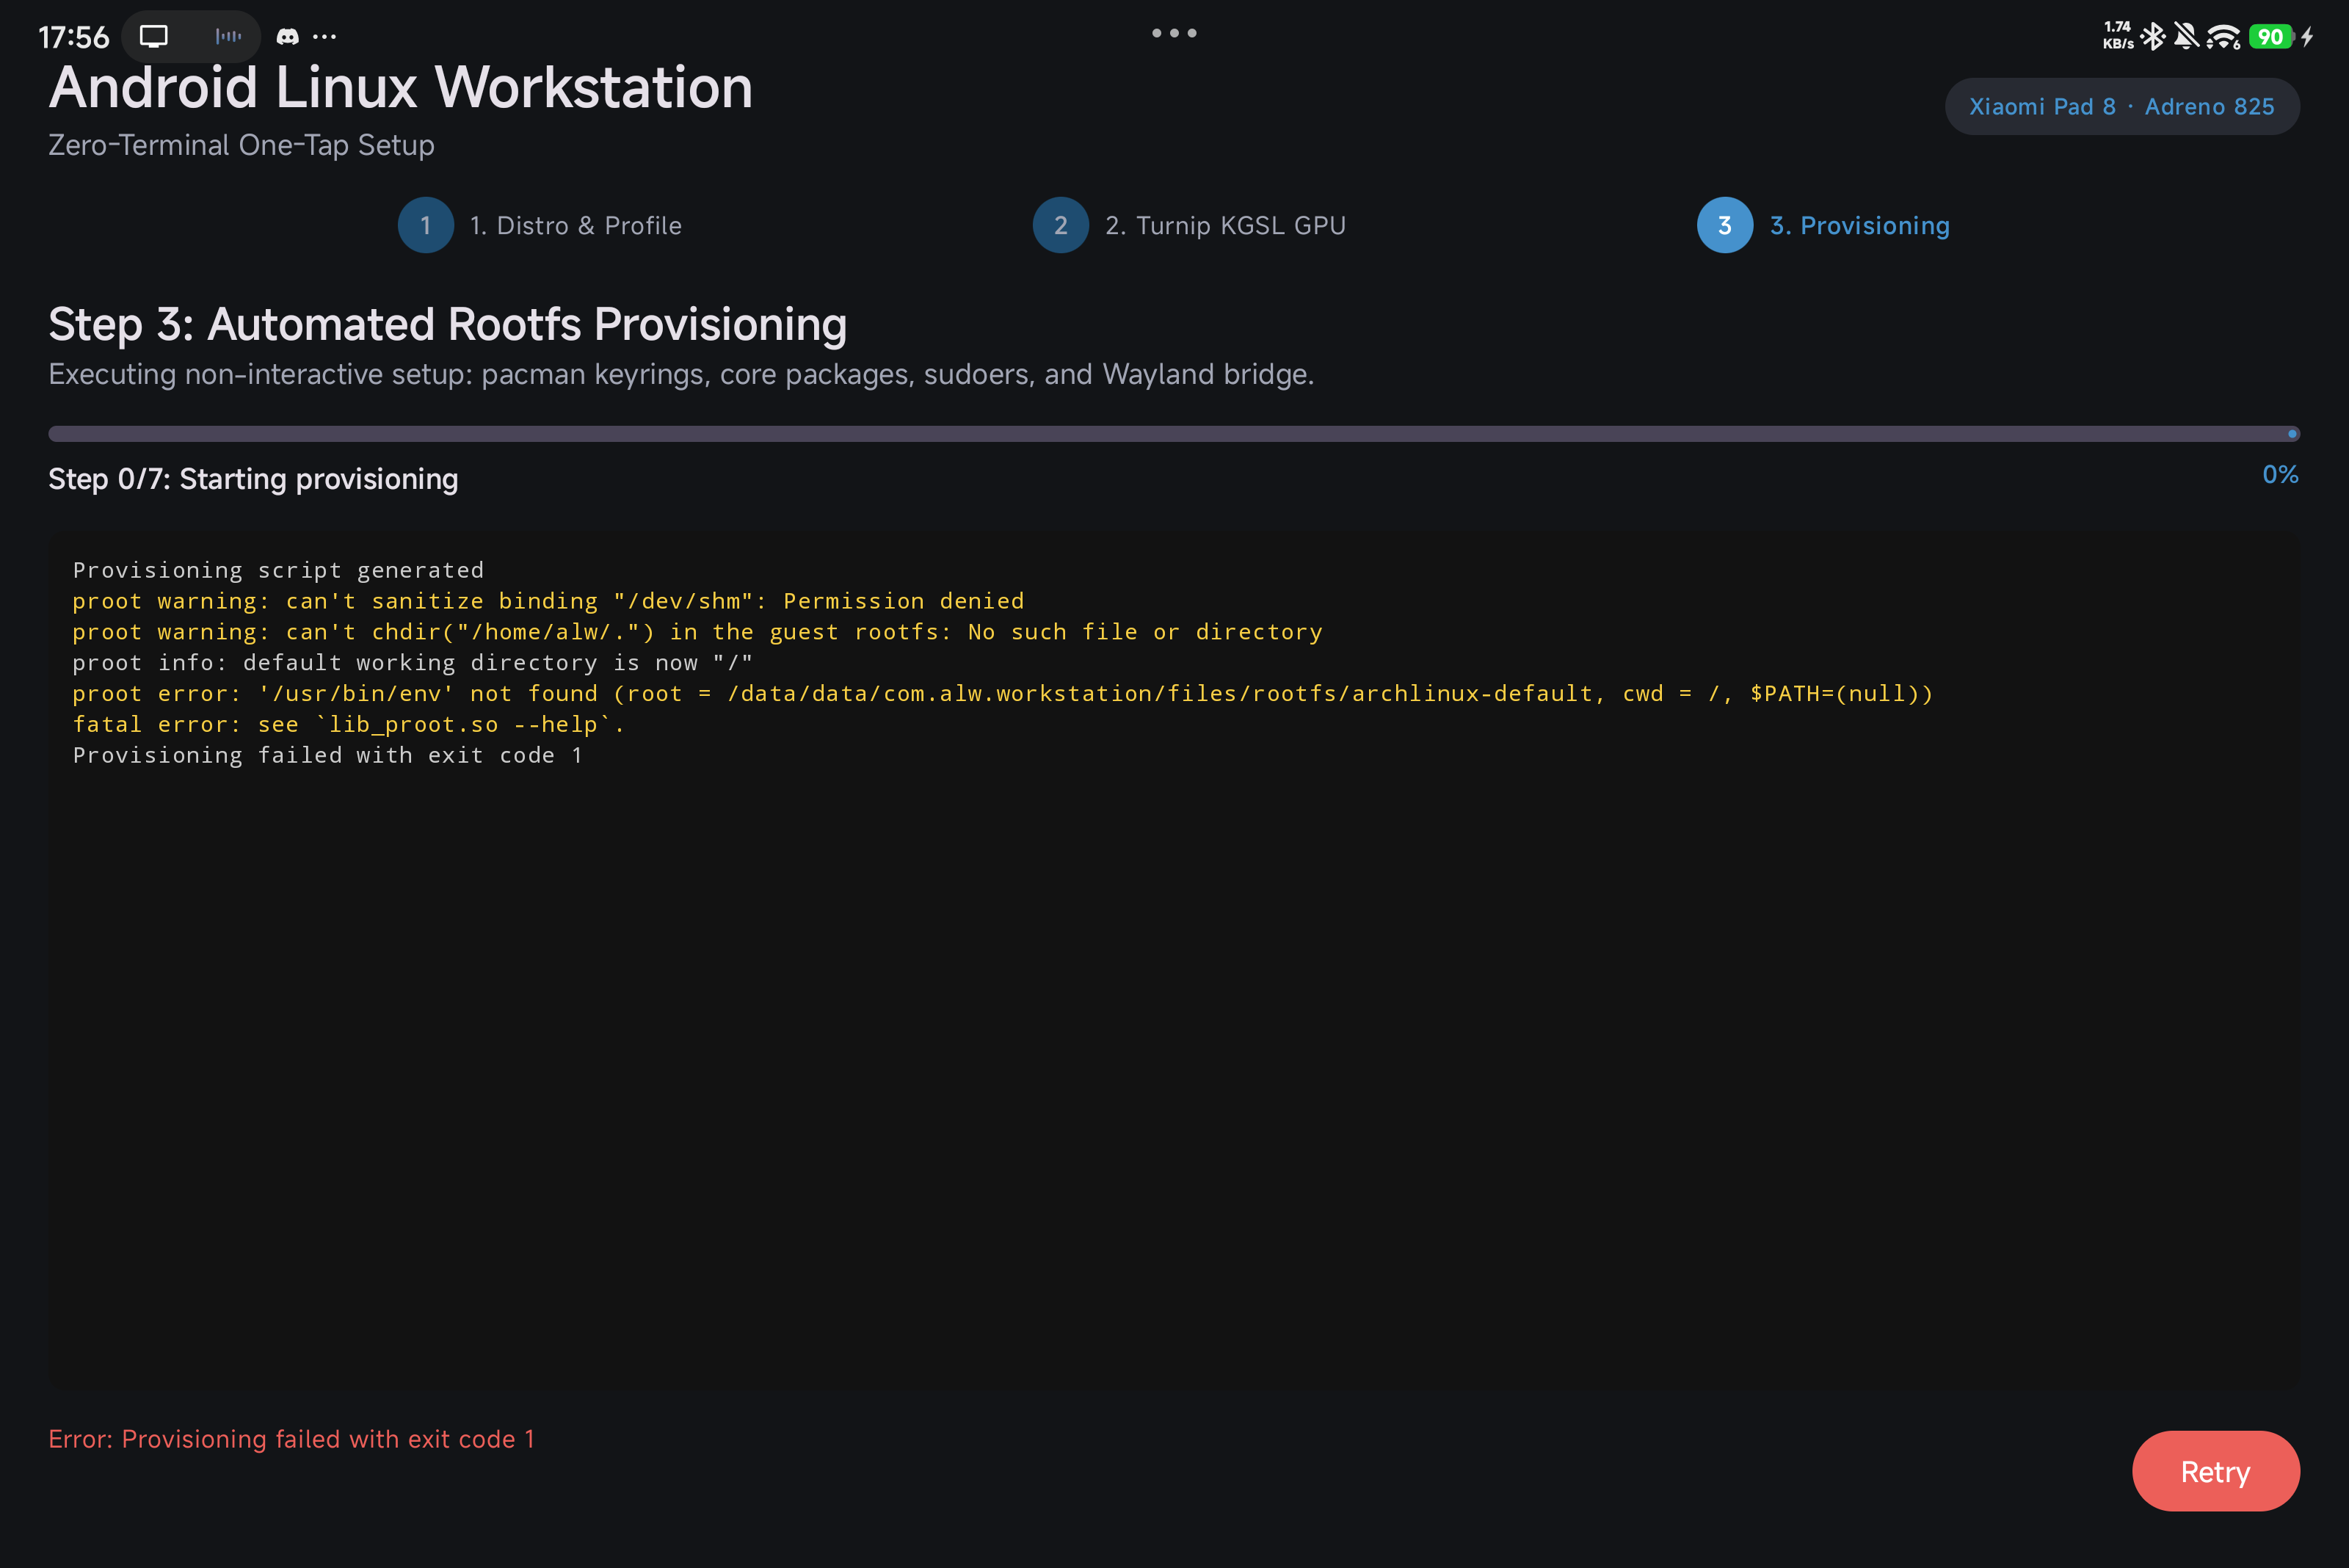 17:56
1.74
KB/s
6
90
Android Linux Workstation
Xiaomi Pad 8 · Adreno 825
Zero-Terminal One-Tap Setup
1 1. Distro & Profile
2 2. Turnip KGSL GPU
3 3. Provisioning
Step 3: Automated Rootfs Provisioning
Executing non-interactive setup: pacman keyrings, core packages, sudoers, and Wayland bridge.
Step 0/7: Starting provisioning
0%
Provisioning script generated
proot warning: can't sanitize binding "/dev/shm": Permission denied
proot warning: can't chdir("/home/alw/.") in the guest rootfs: No such file or directory
proot info: default working directory is now "/"
proot error: '/usr/bin/env' not found (root = /data/data/com.alw.workstation/files/rootfs/archlinux-default, cwd = /, $PATH=(null))
fatal error: see `lib_proot.so --help`.
Provisioning failed with exit code 1
Error: Provisioning failed with exit code 1
Retry